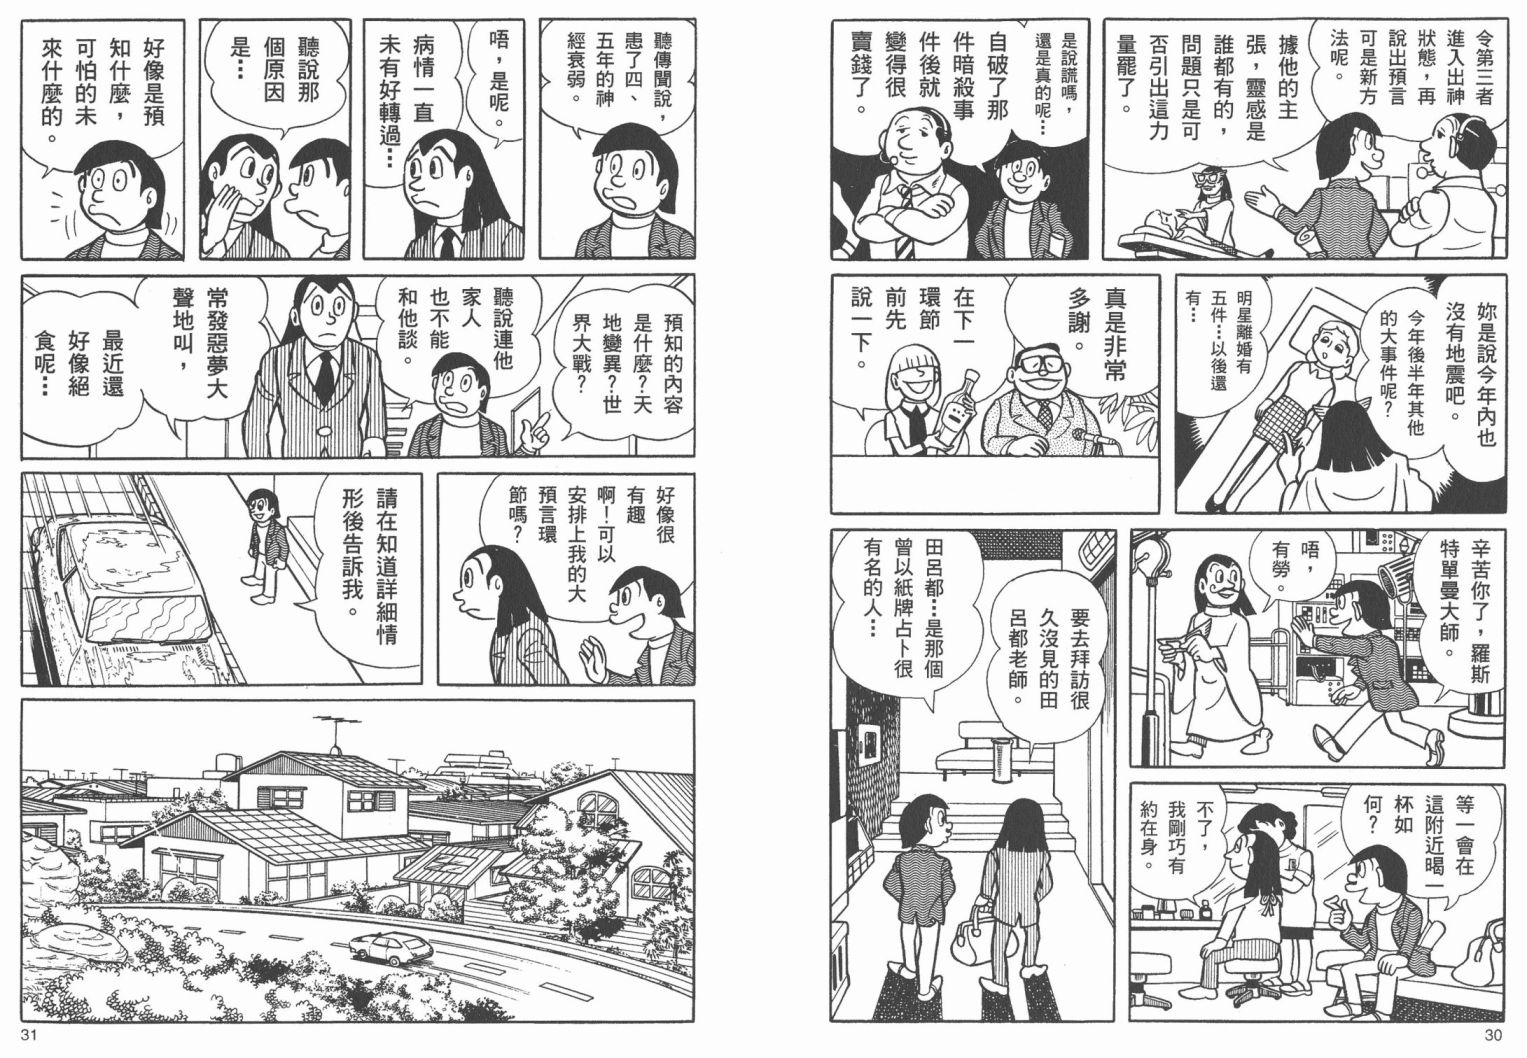 令第三者
進入出神
狀態，再
說出預言
可是新方
法呢。
據他的主
張，靈感是
誰都有的，
問題只是可
否引出這力
量罷了。
是說謊嗎，
還是真的呢…
自破了那
件暗殺事
件後就
變得很
賣錢了。
妳是說今年內也
沒有地震吧。
今年後半年其他
的大事件呢？
明星離婚有
五件…以後還
有…
真是非常
多謝。
在下一
環節
前先
說一下。
辛苦你了，羅斯
特單曼大師。
唔，
有勞。
等一會在
這附近喝一
杯如
何？
不了，
我剛巧有
約在身。
要去拜訪很
久沒見的田
呂都老師。
田呂都…是那個
曾以紙牌占卜很
有名的人…
30
聽傳聞說，
患了四、
五年的神
經衰弱。
唔，是呢。
病情一直
未有好轉過…
聽說那
個原因
是…
好像是預
知什麼，
可怕的未
來什麼的。
預知的內容
是什麼？天
地變異？世
界大戰？
聽說連他
家人
也不能
和他談。
常發惡夢大
聲地叫，
最近還
好像絕
食呢…
好像很
有趣
啊！可以
安排上我的大
預言環
節嗎？
請在知道詳細情
形後告訴我。
31